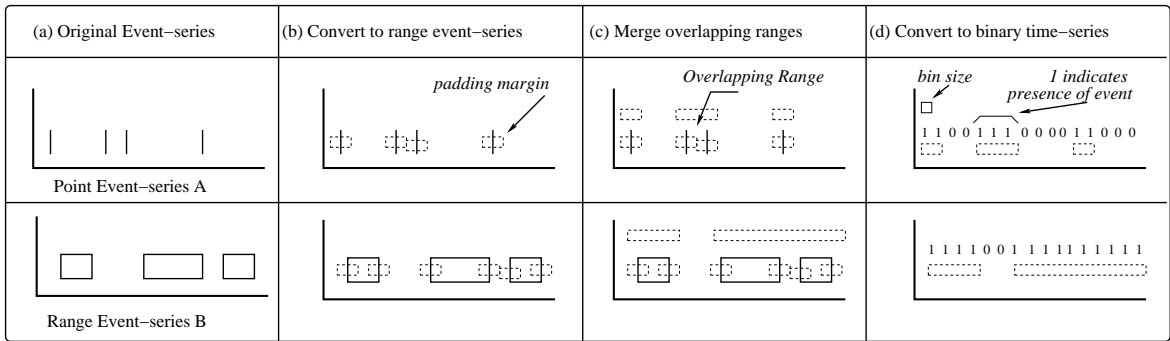 (a) Original Event−series
(b) Convert to range event−series
(c) Merge overlapping ranges
(d) Convert to binary time−series
padding margin
Overlapping Range
bin size
1 indicates
presence of event
1 1 0 0 1 1 1 0 0 0 0 1 1 0 0 0
Point Event−series A
1 1 1 1 0 0 1 1 1 1 1 1 1 1 1 1
Range Event−series B